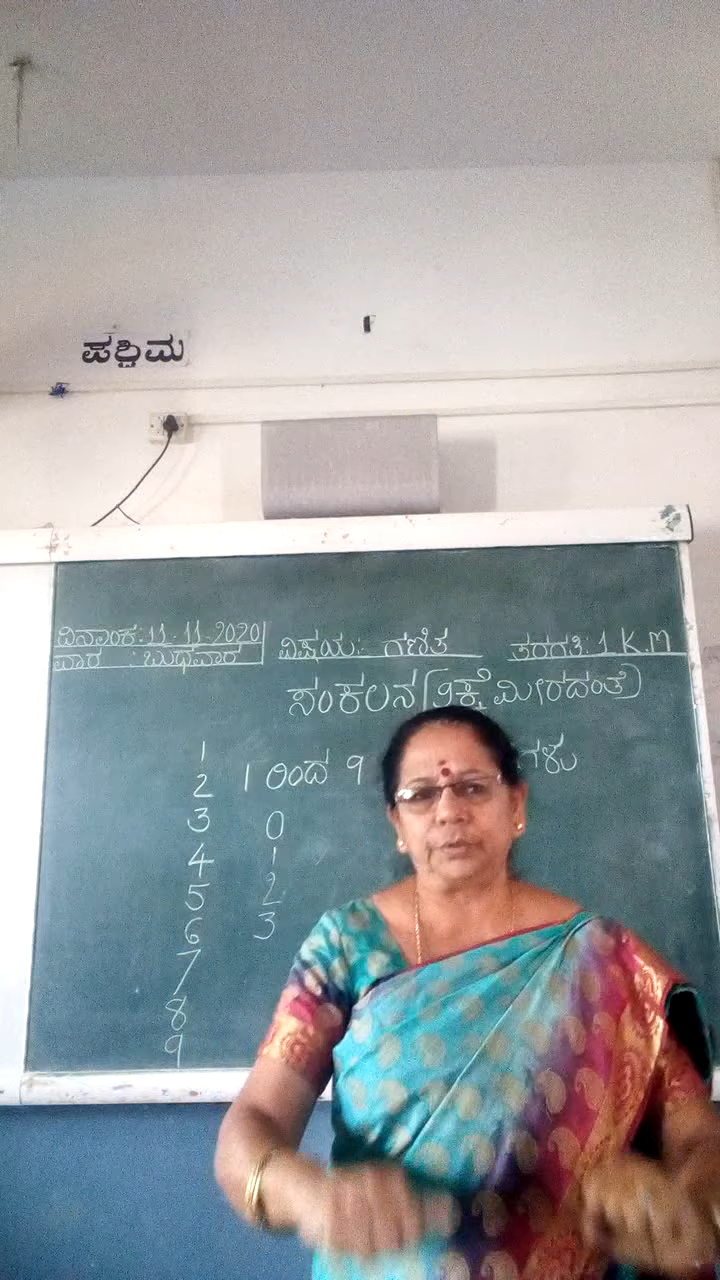 ಪಶ್ಚಿಮ
ದಿನಾಂಕ:11-11-2020 ವಿಷಯ:- ಗಣಿತ ತರಗತಿ: 1 K.M
ವಾರ : ಬುಧವಾರ
ಸಂಕಲನ (೨ಕ್ಕೆ ಮೀರದಂತೆ)
1 ರಿಂದ 9
1
2
3
4
5
6
7
8
9
0
1
2
3